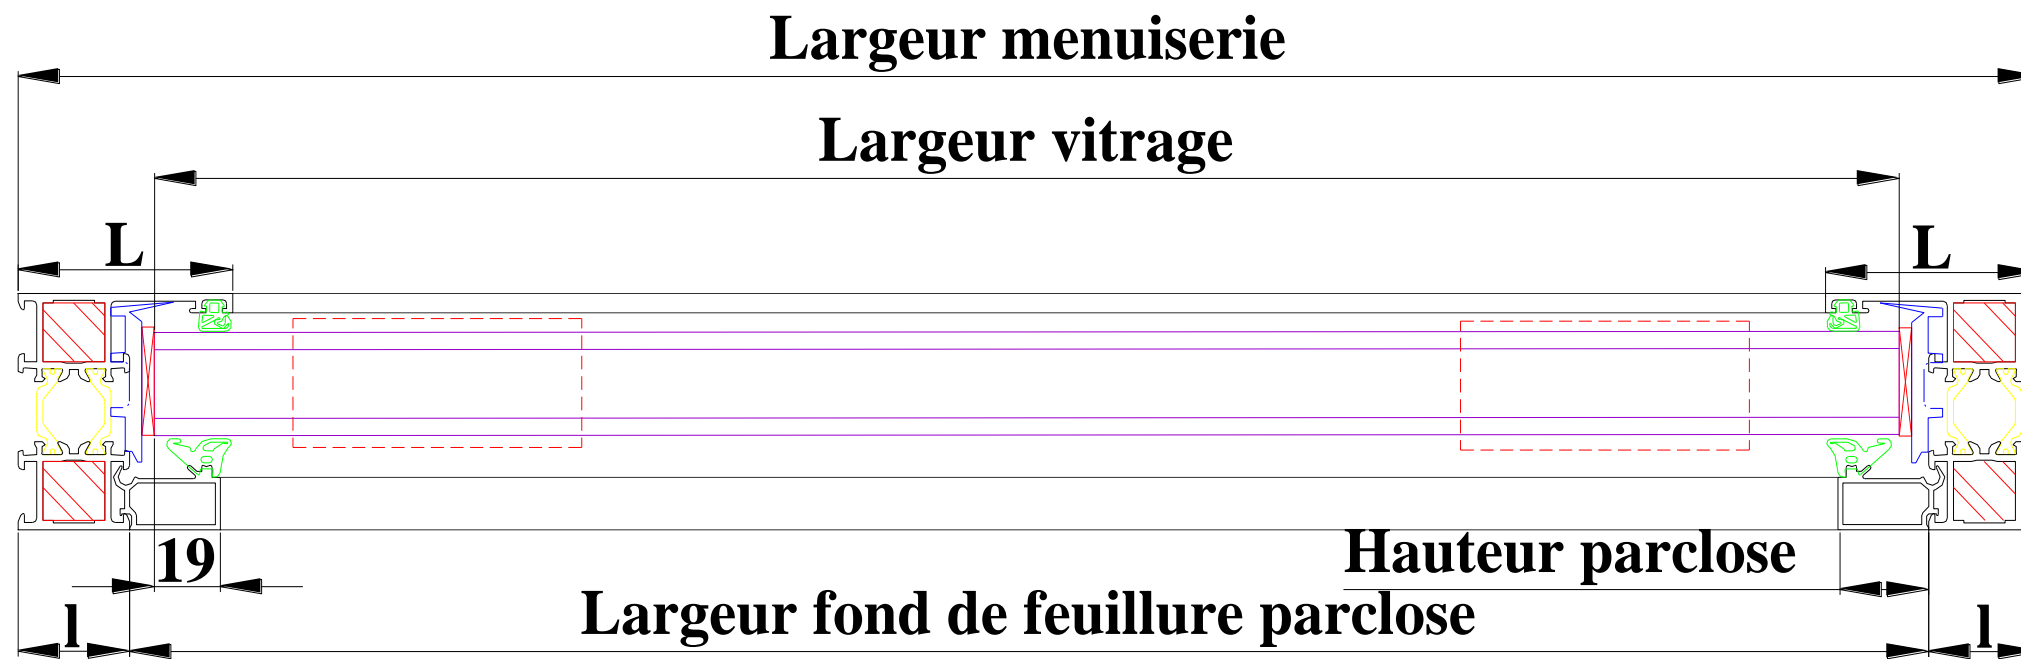 Largeur menuiserie
Largeur vitrage
L
L
19
Hauteur parclose
l
Largeur fond de feuillure parclose
l